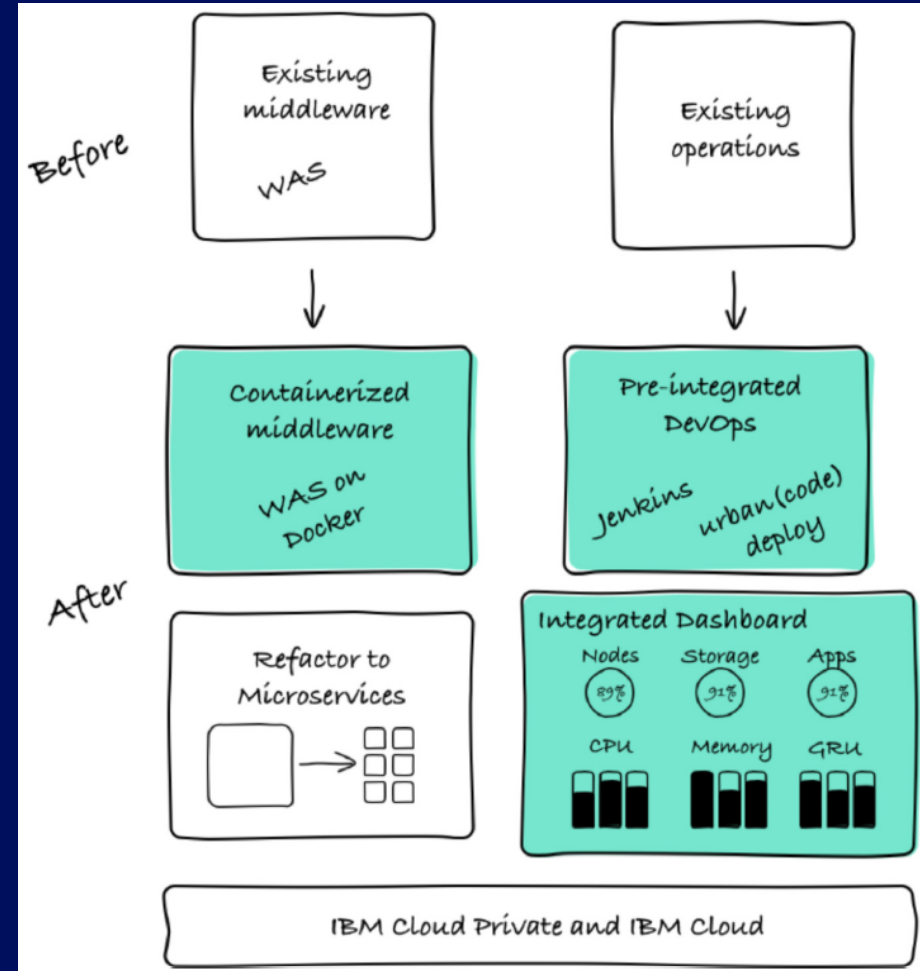 Before
Existing
middleware
WAS
Existing
operations
After
Containerized
middleware
WAS on
Docker
Pre-integrated
DevOps
Jenkins
urban(code)
deploy
Refactor to
Microservices
Integrated Dashboard
Nodes Storage Apps
89% 91% 91%
CPU Memory GRU
IBM Cloud Private and IBM Cloud